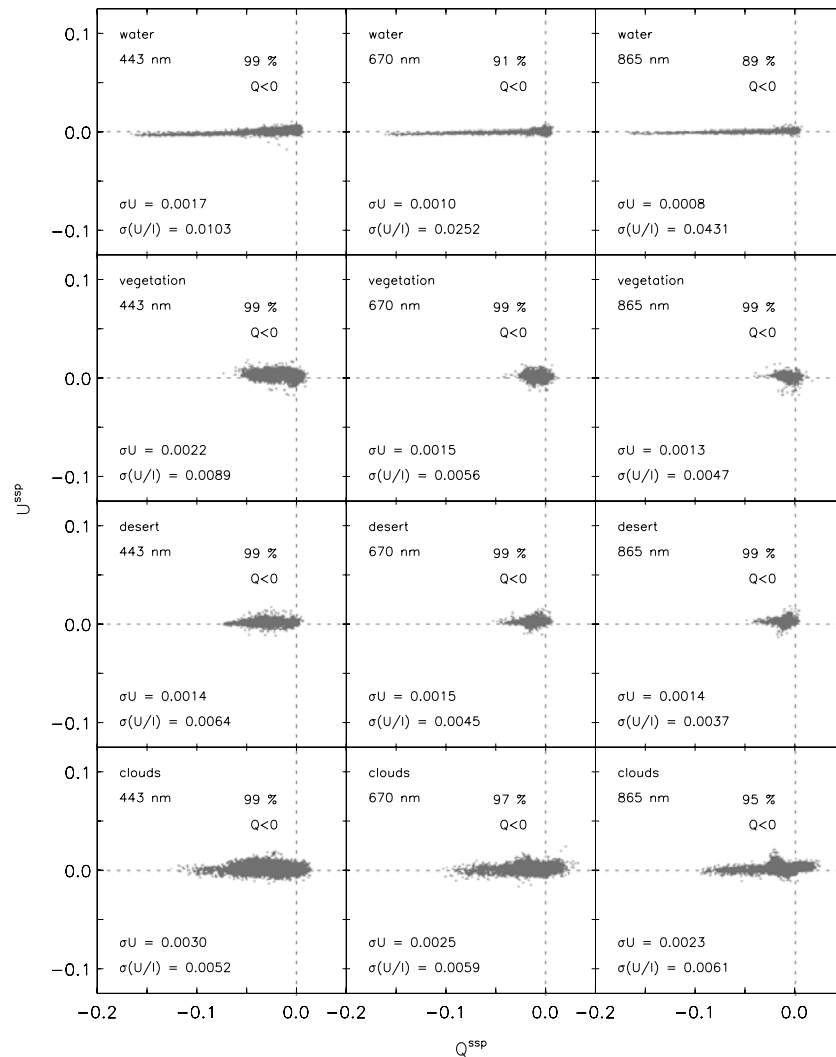 0.1
0.0
−0.1
water
443 nm
99 %
Q<0
σU = 0.0017
σ(U/I) = 0.0103
water
670 nm
91 %
Q<0
σU = 0.0010
σ(U/I) = 0.0252
water
865 nm
89 %
Q<0
σU = 0.0008
σ(U/I) = 0.0431
0.1
0.0
−0.1
vegetation
443 nm
99 %
Q<0
σU = 0.0022
σ(U/I) = 0.0089
vegetation
670 nm
99 %
Q<0
σU = 0.0015
σ(U/I) = 0.0056
vegetation
865 nm
99 %
Q<0
σU = 0.0013
σ(U/I) = 0.0047
U^ssp
0.1
0.0
−0.1
desert
443 nm
99 %
Q<0
σU = 0.0014
σ(U/I) = 0.0064
desert
670 nm
99 %
Q<0
σU = 0.0015
σ(U/I) = 0.0045
desert
865 nm
99 %
Q<0
σU = 0.0014
σ(U/I) = 0.0037
0.1
0.0
−0.1
clouds
443 nm
99 %
Q<0
σU = 0.0030
σ(U/I) = 0.0052
clouds
670 nm
97 %
Q<0
σU = 0.0025
σ(U/I) = 0.0059
clouds
865 nm
95 %
Q<0
σU = 0.0023
σ(U/I) = 0.0061
−0.2 −0.1 0.0 −0.1 0.0 −0.2 −0.1 0.0
Q^ssp